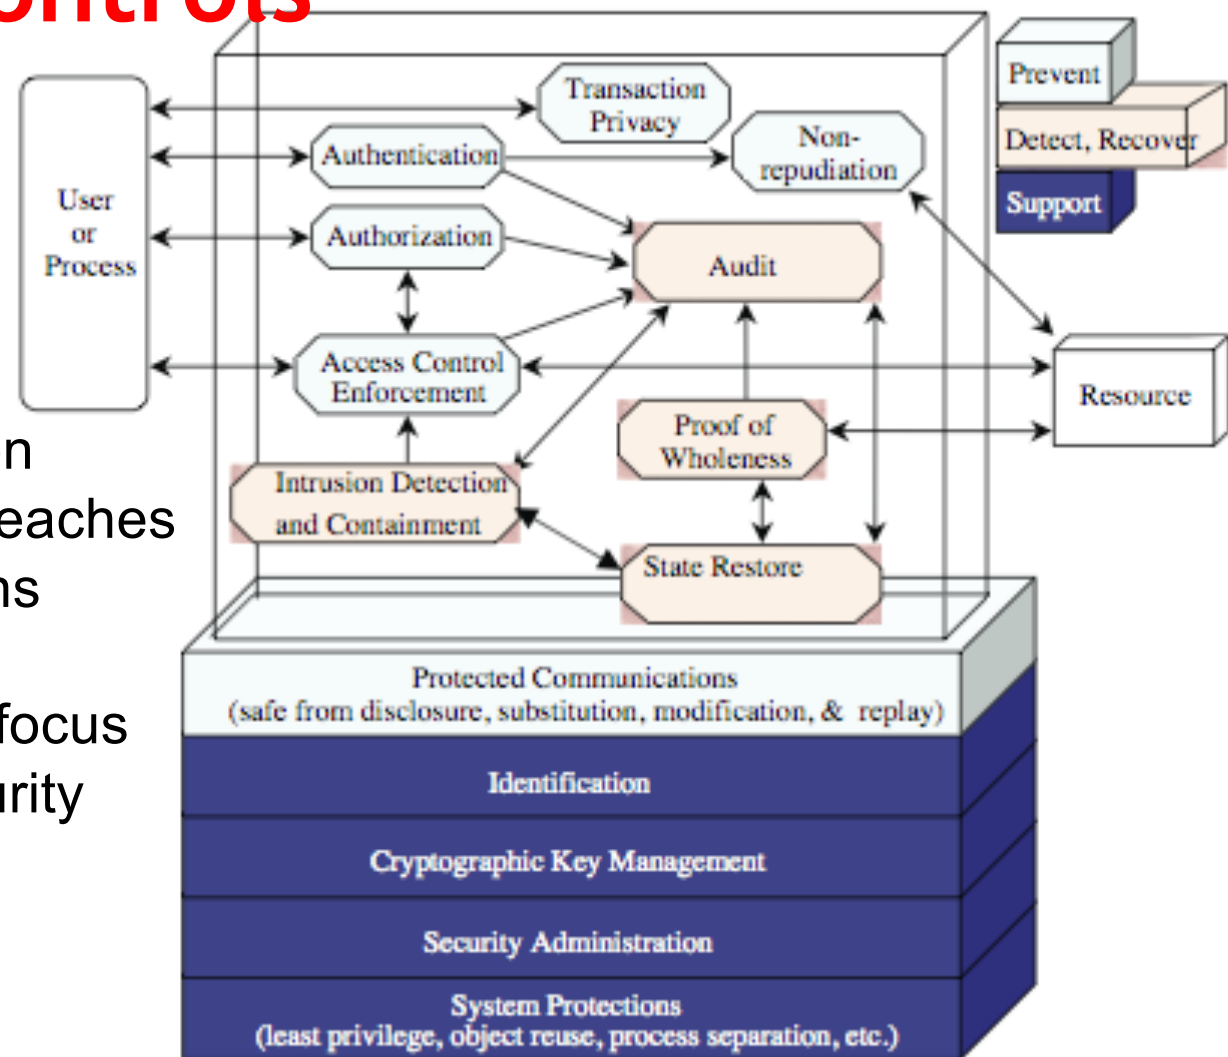 ontrols
Prevent
Detect, Recover
Support
Transaction
Privacy
Non-
repudiation
Authentication
User
or
Process
Authorization
Audit
Access Control
Enforcement
Resource
Proof of
Wholeness
Intrusion Detection
and Containment
State Restore
on
eaches
ns
focus
urity
Protected Communications
(safe from disclosure, substitution, modification, & replay)
Identification
Cryptographic Key Management
Security Administration
System Protections
(least privilege, object reuse, process separation, etc.)